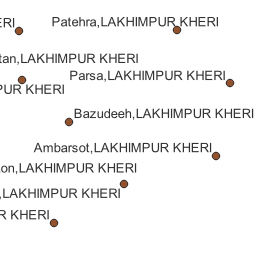 ERI
Patehra,LAKHIMPUR KHERI
tan,LAKHIMPUR KHERI
Parsa,LAKHIMPUR KHERI
PUR KHERI
Bazudeeh,LAKHIMPUR KHERI
Ambarsot,LAKHIMPUR KHERI
on,LAKHIMPUR KHERI
,LAKHIMPUR KHERI
R KHERI